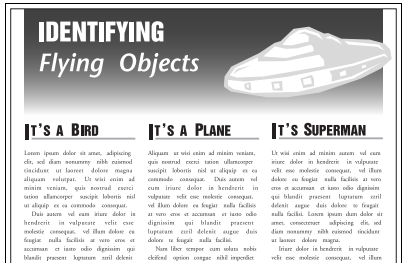 IDENTIFYING
Flying Objects
IT'S A BIRD
Lorem ipsum dolor sit amet, adipiscing
elit, sed diam nonummy nibh euismod
tincidunt ut laoreet dolore magna
aliquam volutpat. Ut wisi enim ad
minim veniam, quis nostrud exerci
tation ullamcorper suscipit lobortis nisl
ut aliquip ex ea commodo consequat.
Duis autem vel eum iriure dolor in
hendrerit in vulputate velit esse
molestie consequat, vel illum dolore eu
feugiat nulla facilisis at vero eros et
accumsan et iusto odio dignissim qui
blandit praesent luptatum zzril delenit
IT'S A PLANE
Aliquam ut wisi enim ad minim veniam,
quis nostrud exerci tation ullamcorper
suscipit lobortis nisl ut aliquip ex ea
commodo consequat. Duis autem vel
eum iriure dolor in hendrerit in
vulputate velit esse molestie consequat,
vel illum dolore eu feugiat nulla facilisis
at vero eros et accumsan et iusto odio
dignissim qui blandit praesent
luptatum zzril delenit augue duis
dolore te feugait nulla facilisi.
Nam liber tempor cum soluta nobis
eleifend option congue nihil imperdiet
IT'S SUPERMAN
Ut wisi enim ad minim autem vel eum
iriure dolor in hendrerit in vulputate
velit esse molestie consequat, vel illum
dolore eu feugiat nulla facilisis at vero
eros et accumsan et iusto odio dignissim
qui blandit praesent luptatum zzril
delenit augue duis dolore te feugait
nulla facilisi. Lorem ipsum dolor sit
amet, consectetuer adipiscing elit, sed
diam nonummy nibh euismod tincidunt
ut laoreet dolore magna.
Iriure dolor in hendrerit in vulputate
velit esse molestie consequat, vel illum